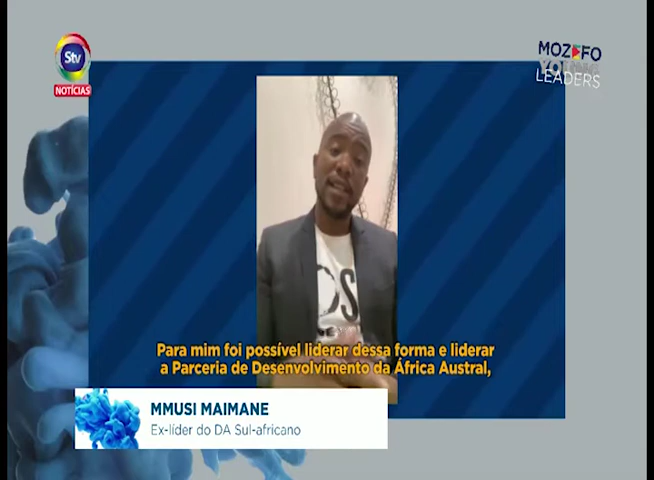 Stv
NOTÍCIAS
MOZEFO
LEADERS
OS
Para mim foi possível liderar dessa forma e liderar
a Parceria de Desenvolvimento da África Austral,
MMUSI MAIMANE
Ex-líder do DA Sul-africano